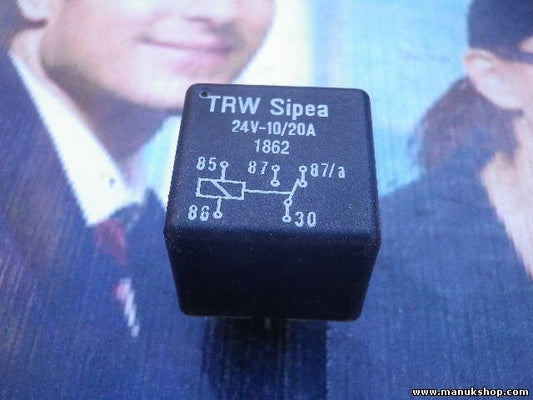 TRW Sipea
24V-10/20A
1862
85 87 87/a
86 30
www.manukshop.com